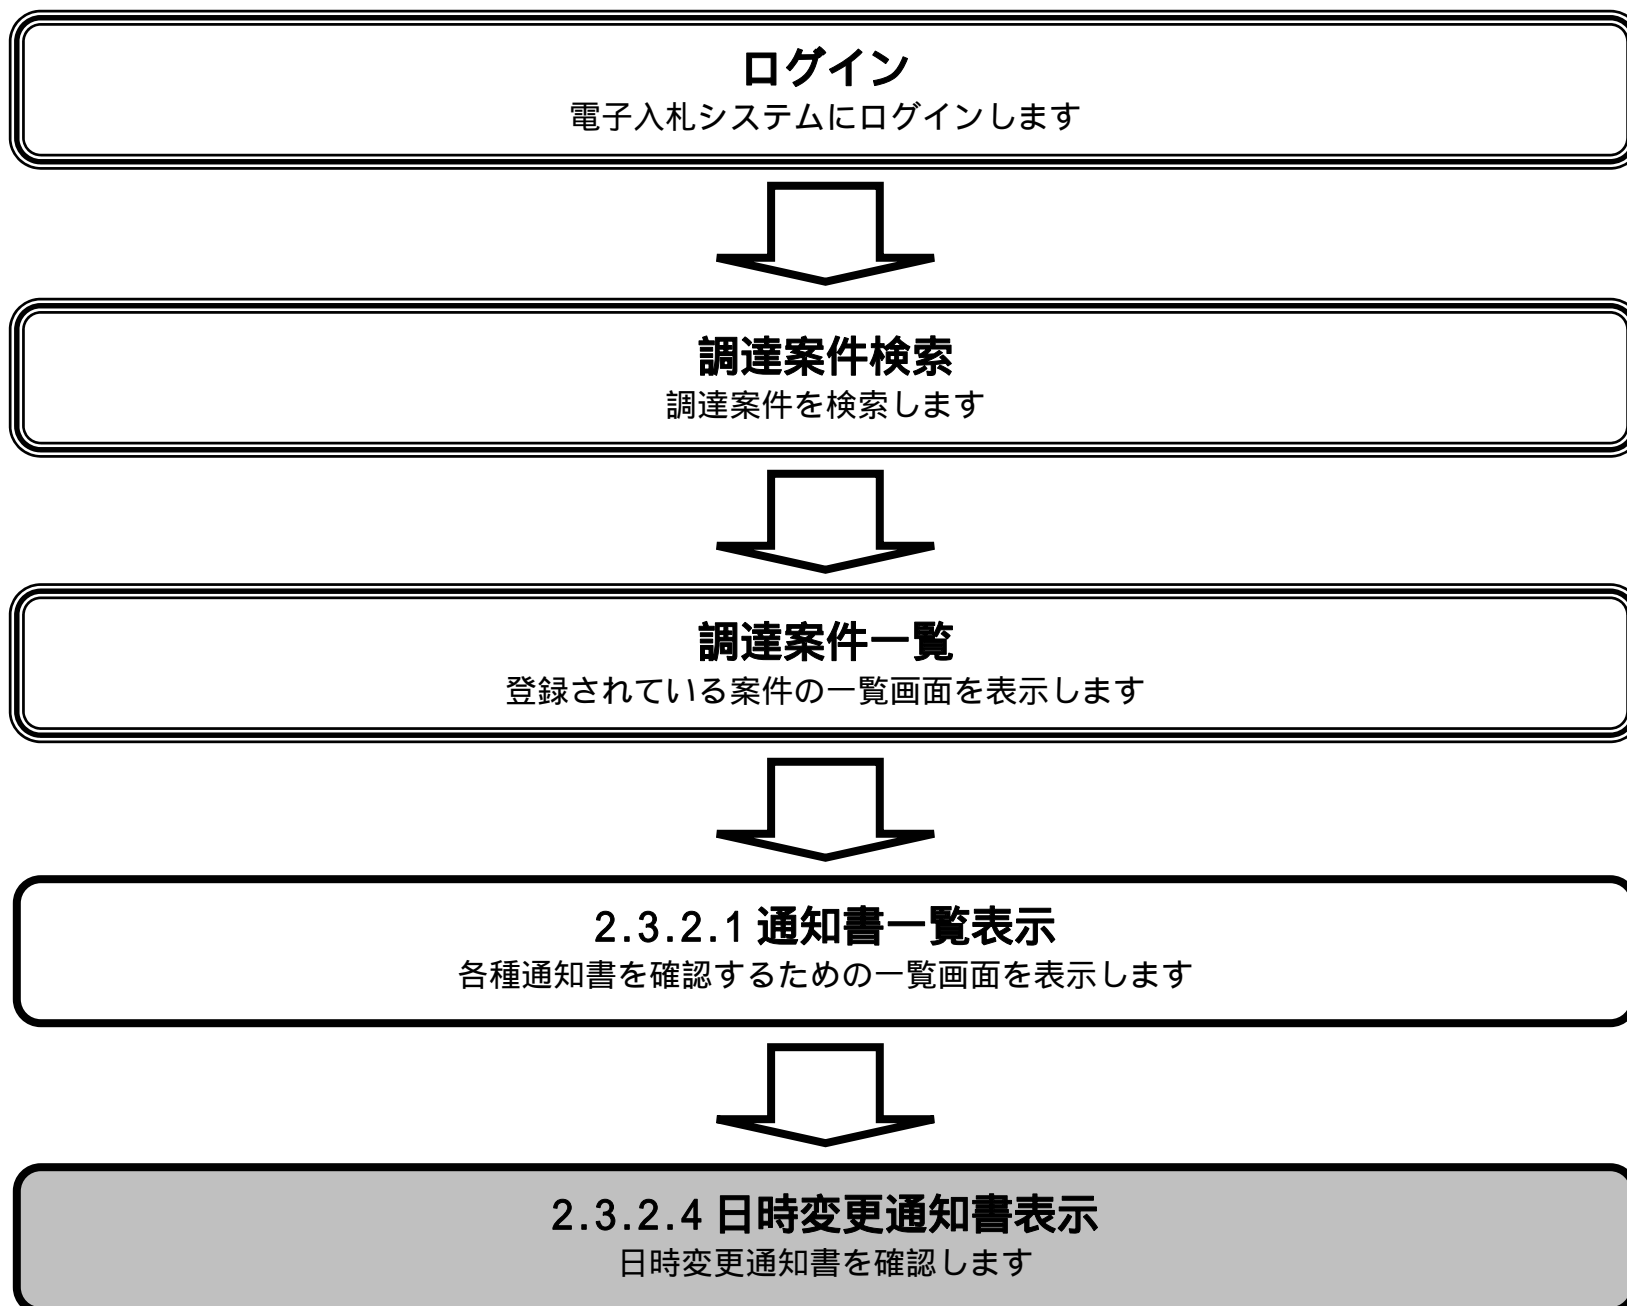 ログイン
電子入札システムにログインします
調達案件検索
調達案件を検索します
調達案件一覧
登録されている案件の一覧画面を表示します
2.3.2.1 通知書一覧表示
各種通知書を確認するための一覧画面を表示します
2.3.2.4 日時変更通知書表示
日時変更通知書を確認します